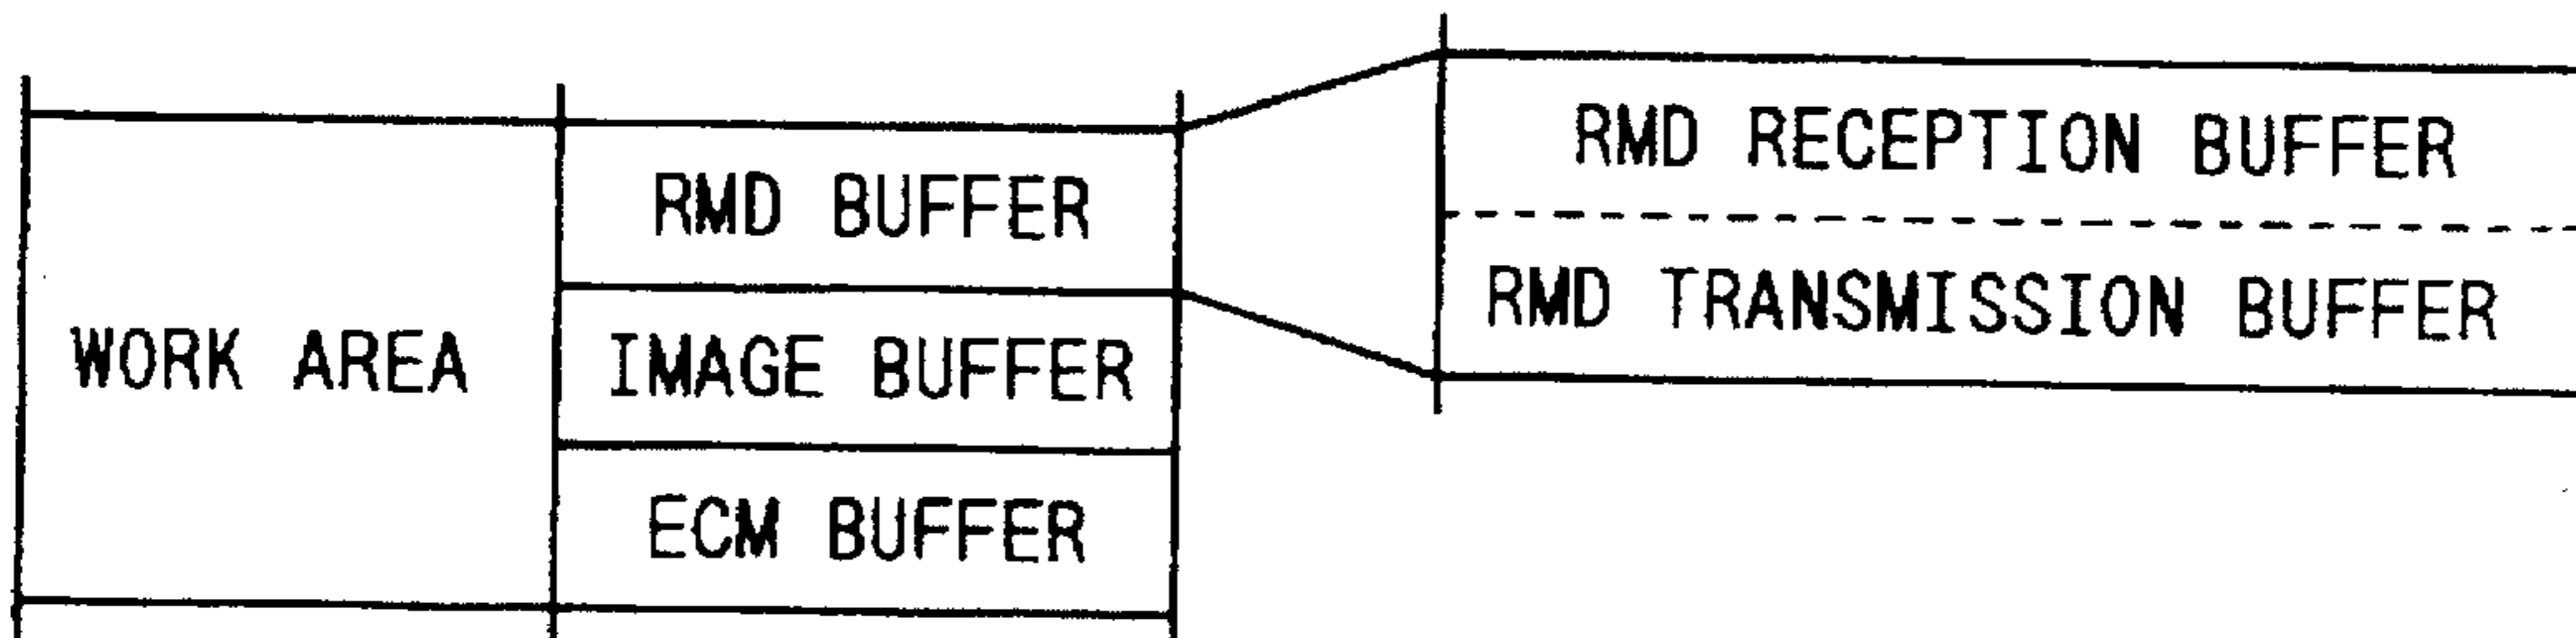 WORK AREA
RMD BUFFER
IMAGE BUFFER
ECM BUFFER
RMD RECEPTION BUFFER
RMD TRANSMISSION BUFFER